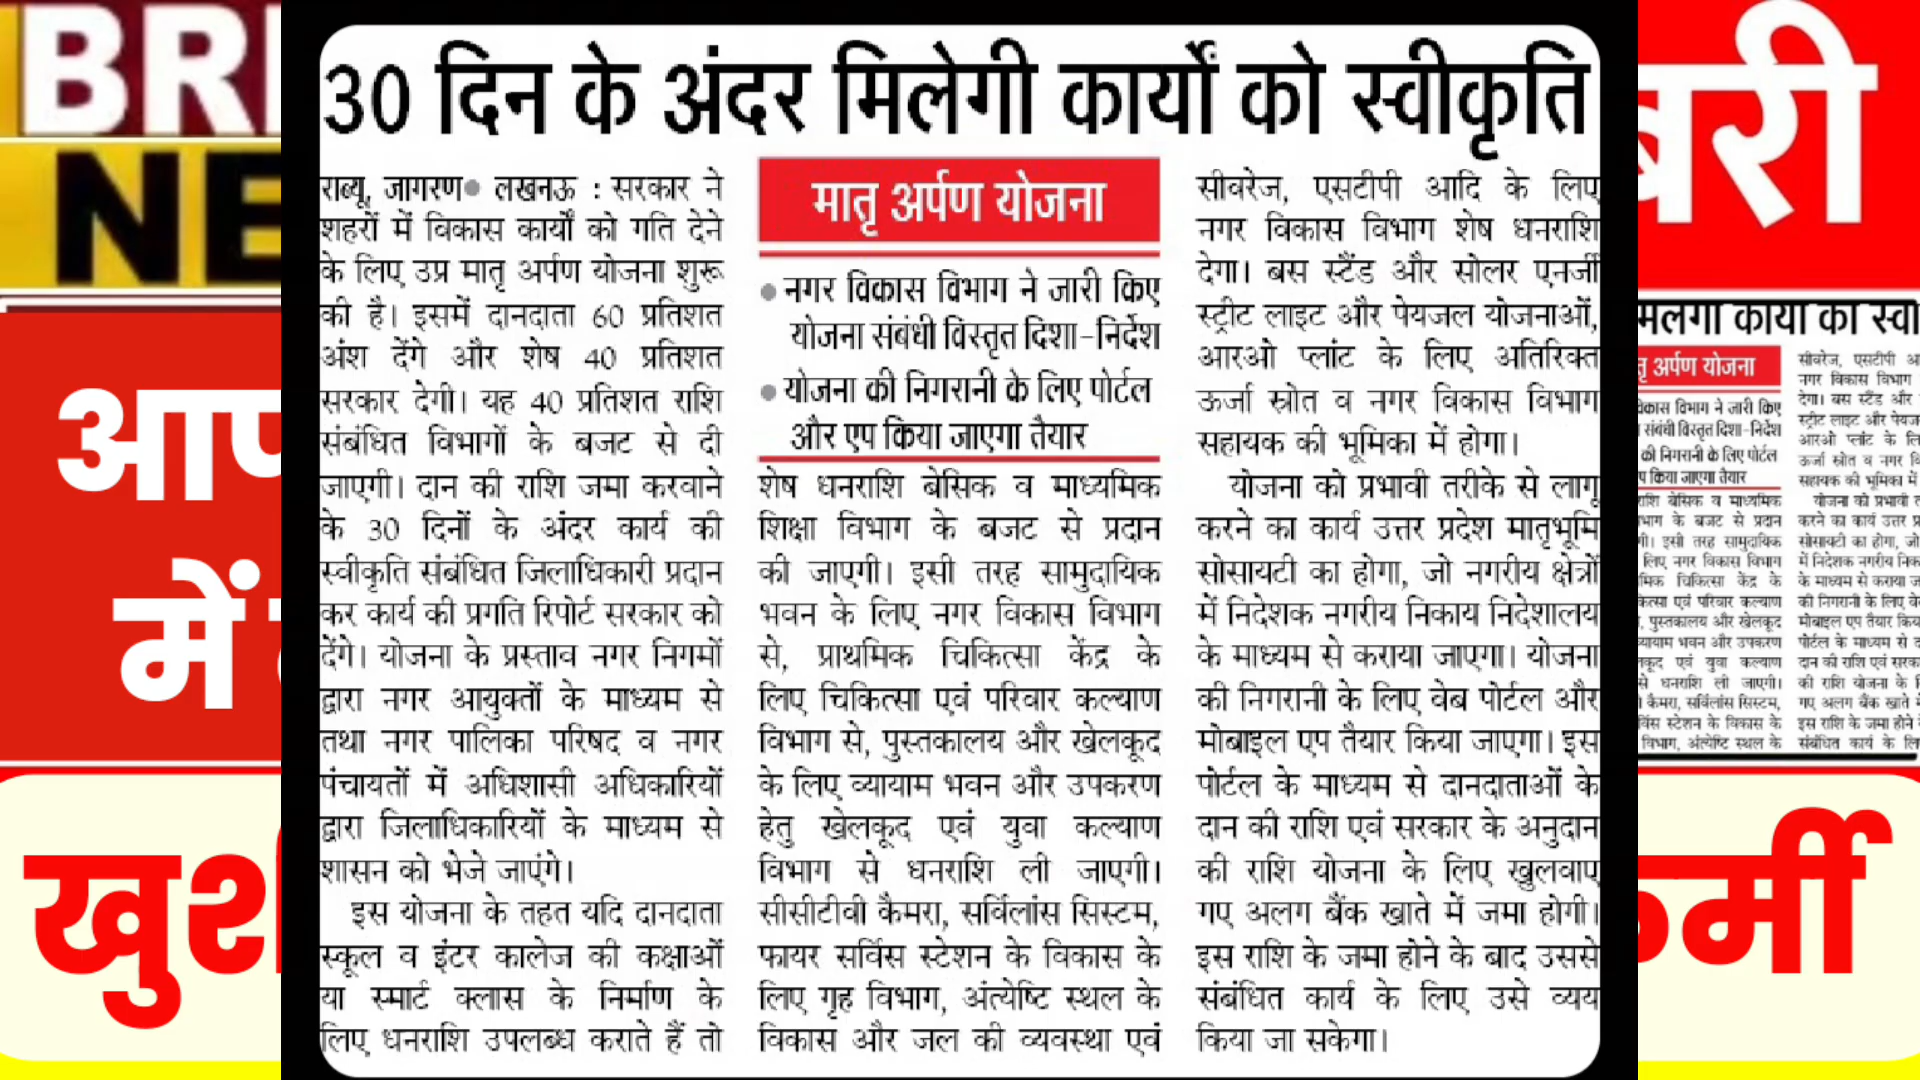 BR
NE
आप
में
खुश
30 दिन के अंदर मिलेगी कार्यों को स्वीकृति
राब्यू, जागरण● लखनऊ : सरकार ने
शहरों में विकास कार्यों को गति देने
के लिए उप्र मातृ अर्पण योजना शुरू
की है। इसमें दानदाता 60 प्रतिशत
अंश देंगे और शेष 40 प्रतिशत
सरकार देगी। यह 40 प्रतिशत राशि
संबंधित विभागों के बजट से दी
जाएगी। दान की राशि जमा करवाने
के 30 दिनों के अंदर कार्य की
स्वीकृति संबंधित जिलाधिकारी प्रदान
कर कार्य की प्रगति रिपोर्ट सरकार को
देंगे। योजना के प्रस्ताव नगर निगमों
द्वारा नगर आयुक्तों के माध्यम से
तथा नगर पालिका परिषद व नगर
पंचायतों में अधिशासी अधिकारियों
द्वारा जिलाधिकारियों के माध्यम से
शासन को भेजे जाएंगे।
इस योजना के तहत यदि दानदाता
स्कूल व इंटर कालेज की कक्षाओं
या स्मार्ट क्लास के निर्माण के
लिए धनराशि उपलब्ध कराते हैं तो
मातृ अर्पण योजना
● नगर विकास विभाग ने जारी किए
योजना संबंधी विस्तृत दिशा-निर्देश
● योजना की निगरानी के लिए पोर्टल
और एप किया जाएगा तैयार
शेष धनराशि बेसिक व माध्यमिक
शिक्षा विभाग के बजट से प्रदान
की जाएगी। इसी तरह सामुदायिक
भवन के लिए नगर विकास विभाग
से, प्राथमिक चिकित्सा केंद्र के
लिए चिकित्सा एवं परिवार कल्याण
विभाग से, पुस्तकालय और खेलकूद
के लिए व्यायाम भवन और उपकरण
हेतु खेलकूद एवं युवा कल्याण
विभाग से धनराशि ली जाएगी।
सीसीटीवी कैमरा, सर्विलांस सिस्टम,
फायर सर्विस स्टेशन के विकास के
लिए गृह विभाग, अंत्येष्टि स्थल के
विकास और जल की व्यवस्था एवं
सीवरेज, एसटीपी आदि के लिए
नगर विकास विभाग शेष धनराशि
देगा। बस स्टैंड और सोलर एनर्जी
स्ट्रीट लाइट और पेयजल योजनाओं,
आरओ प्लांट के लिए अतिरिक्त
ऊर्जा स्रोत व नगर विकास विभाग
सहायक की भूमिका में होगा।
योजना को प्रभावी तरीके से लागू
करने का कार्य उत्तर प्रदेश मातृभूमि
सोसायटी का होगा, जो नगरीय क्षेत्रों
में निदेशक नगरीय निकाय निदेशालय
के माध्यम से कराया जाएगा। योजना
की निगरानी के लिए वेब पोर्टल और
मोबाइल एप तैयार किया जाएगा। इस
पोर्टल के माध्यम से दानदाताओं के
दान की राशि एवं सरकार के अनुदान
की राशि योजना के लिए खुलवाए
गए अलग बैंक खाते में जमा होगी।
इस राशि के जमा होने के बाद उससे
संबंधित कार्य के लिए उसे व्यय
किया जा सकेगा।
बरी
र्मी